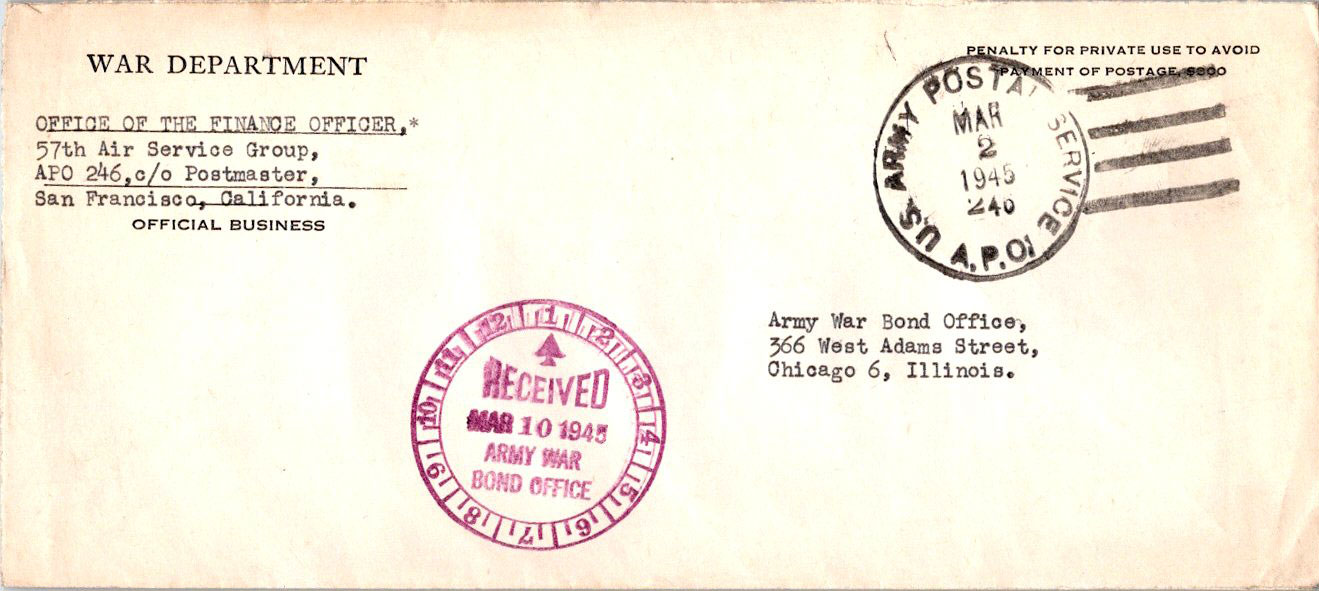 WAR DEPARTMENT
OFFICE OF THE FINANCE OFFICER,*
57th Air Service Group,
APO 246,c/o Postmaster,
San Francisco, California.
OFFICIAL BUSINESS
PENALTY FOR PRIVATE USE TO AVOID
PAYMENT OF POSTAGE, $300
U.S. ARMY POSTAL SERVICE
MAR
2
1945
246
A.P.O.
Army War Bond Office,
366 West Adams Street,
Chicago 6, Illinois.
12 1 2 3 4 5 6 7 8 9 10 11
RECEIVED
MAR 10 1945
ARMY WAR
BOND OFFICE